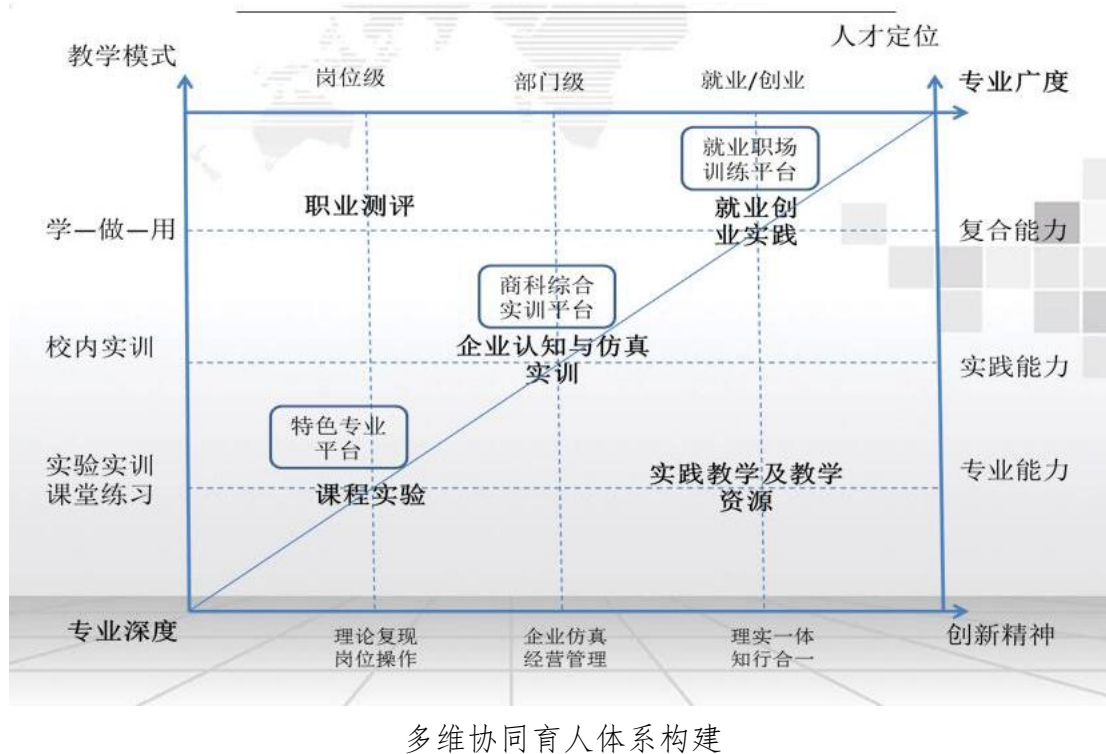 教学模式
人才定位
岗位级
部门级
就业/创业
专业广度
就业职场
训练平台
职业测评
就业创
业实践
学—做—用
复合能力
商科综合
实训平台
校内实训
企业认知与仿真
实训
实践能力
特色专业
平台
实验实训
课堂练习
课程实验
实践教学及教学
资源
专业能力
专业深度
理论复现
岗位操作
企业仿真
经营管理
理实一体
知行合一
创新精神
多维协同育人体系构建